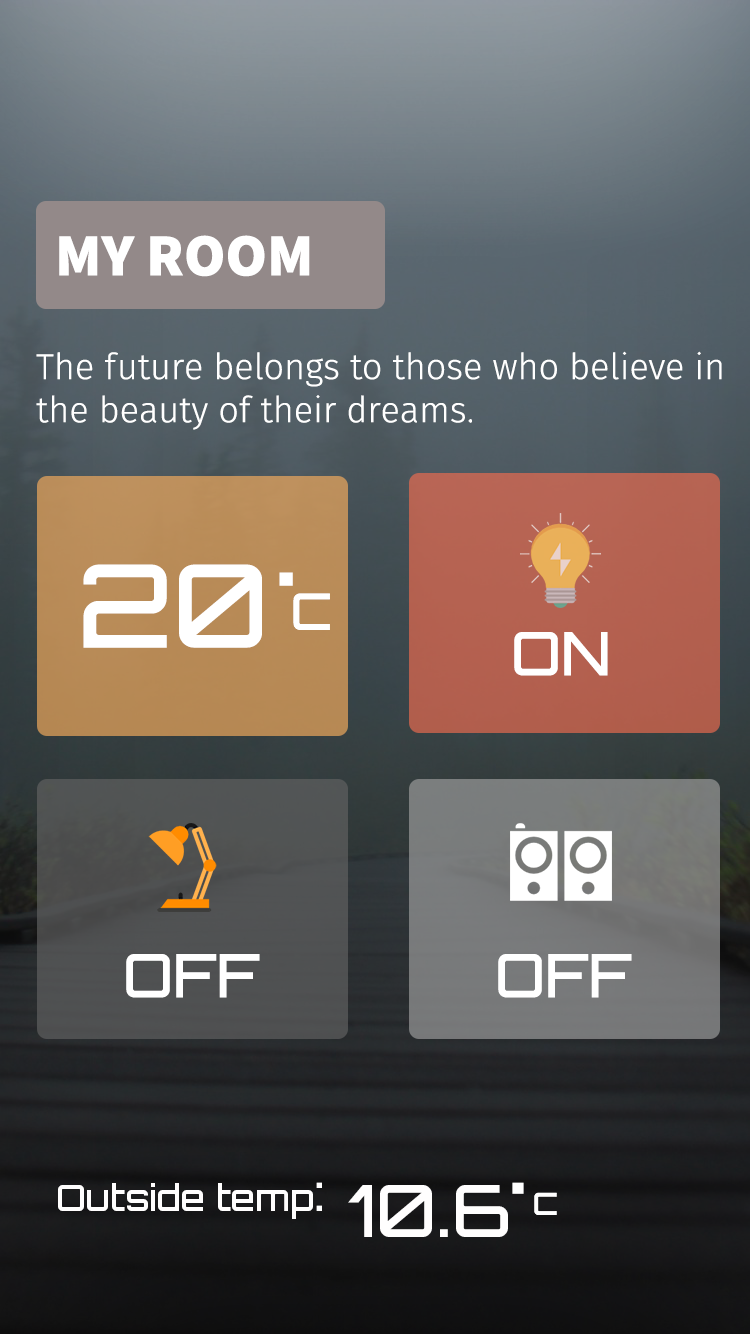 MY ROOM
The future belongs to those who believe in
the beauty of their dreams.
20°C
ON
OFF
OFF
Outside temp: 10.6°C